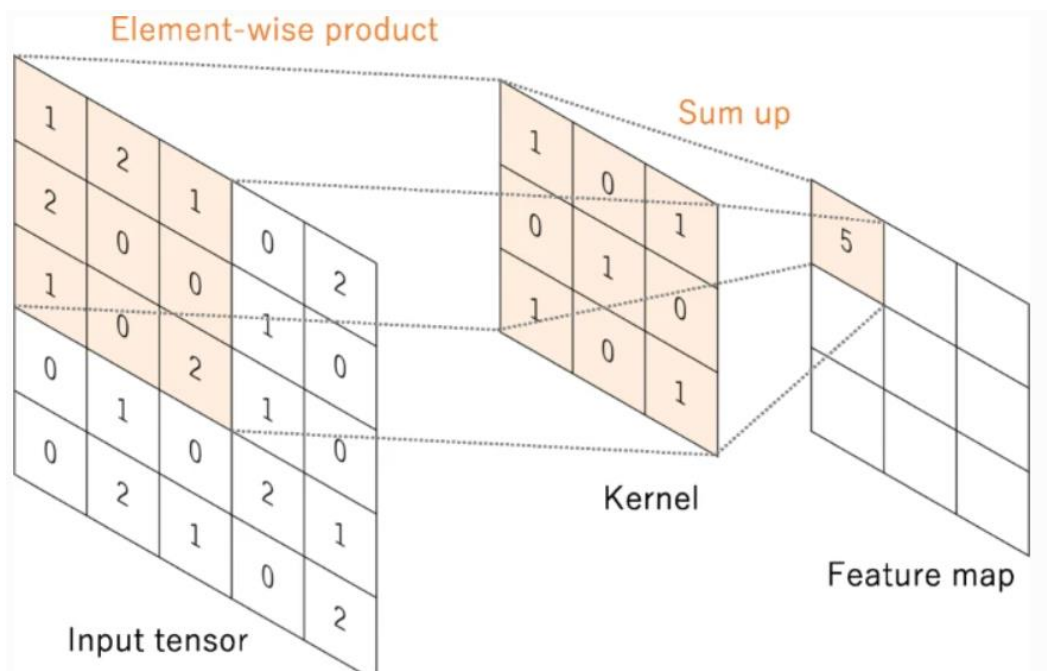 Element-wise product
Sum up
1 2 1 0 2
2 0 0 1 0
1 0 2 1 0
0 1 0 2 1
0 2 1 0 2
1 0 1
0 1 0
1 0 1
5
Kernel
Feature map
Input tensor